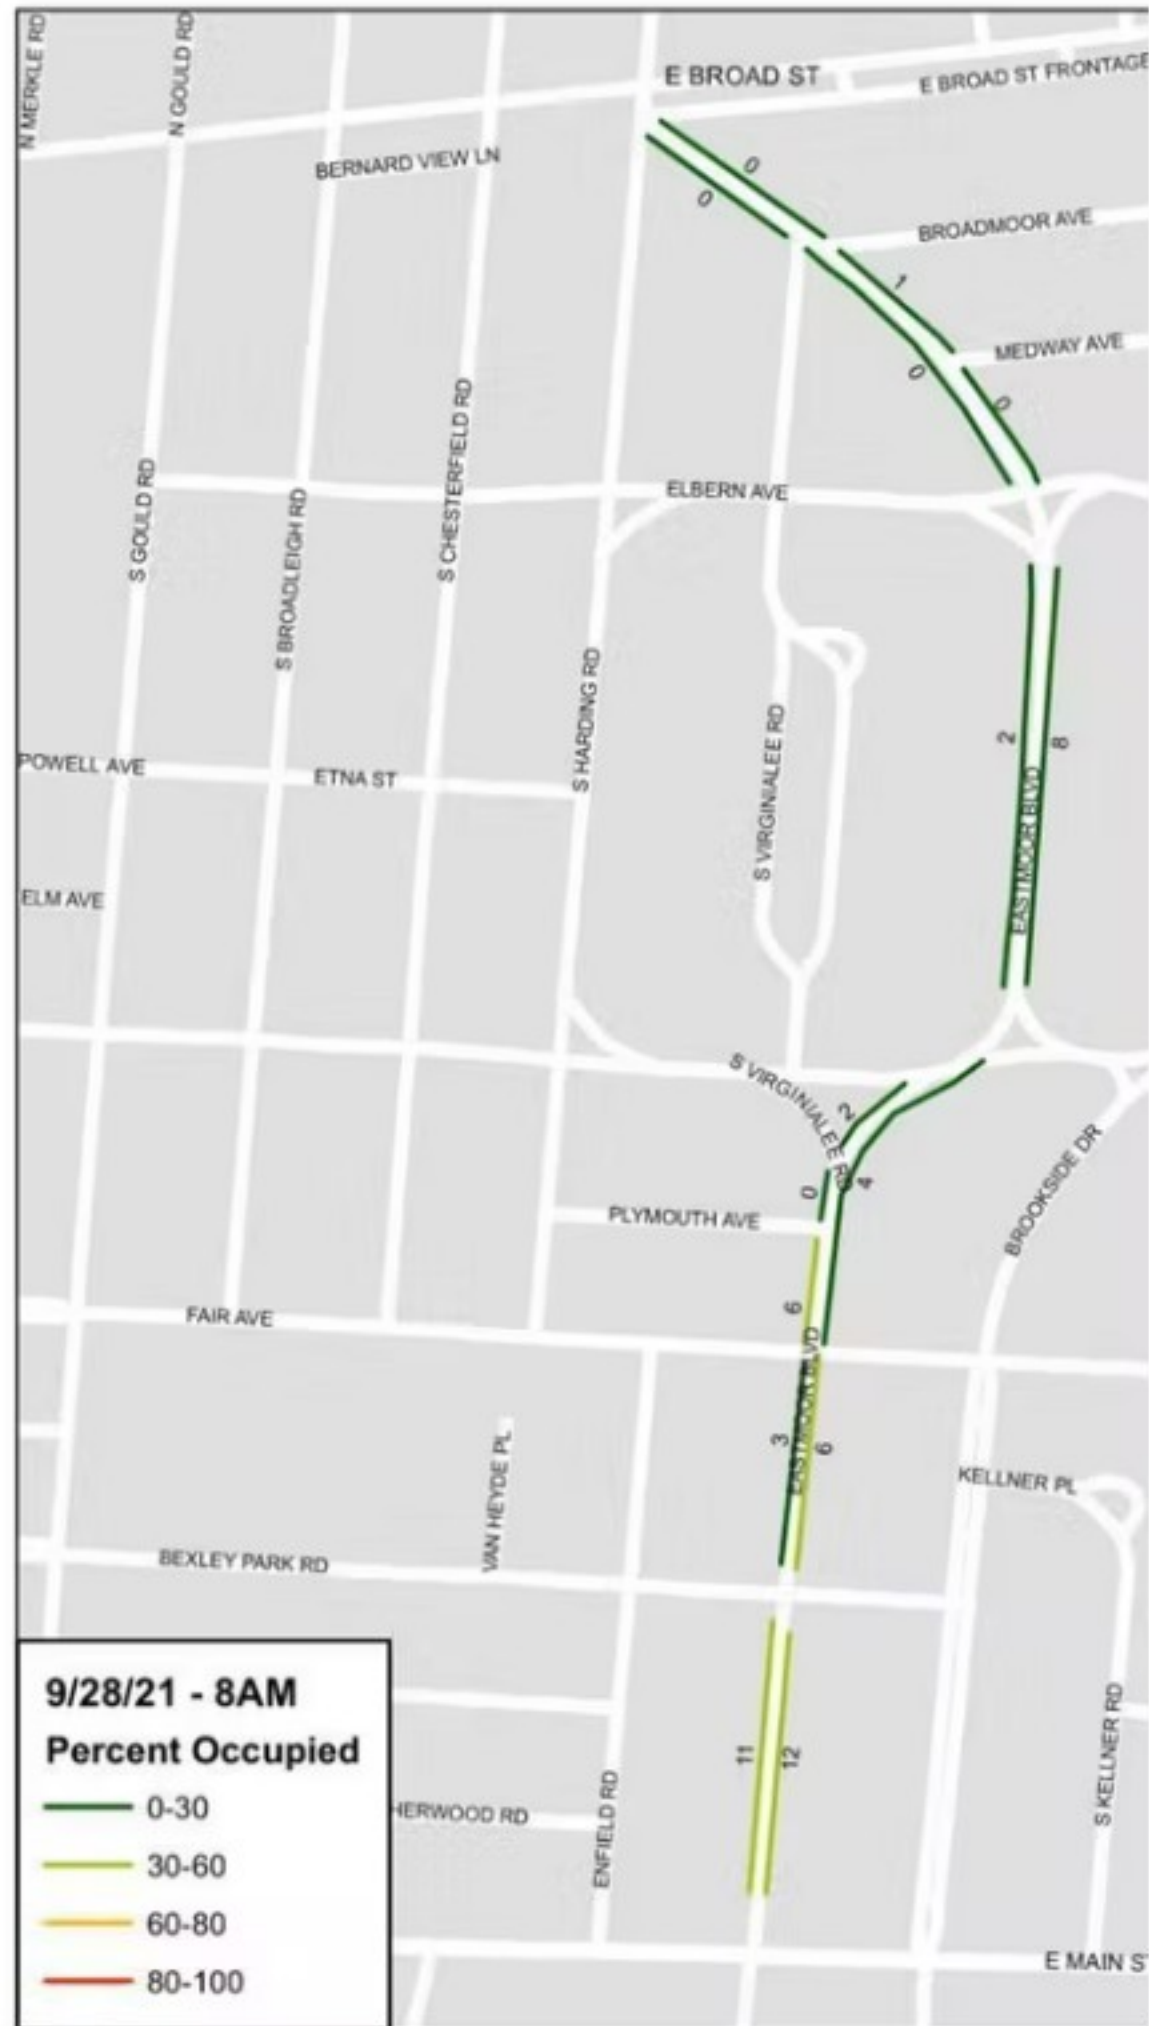 N MERKLE RD
N GOULD RD
E BROAD ST
E BROAD ST FRONTAGE
BERNARD VIEW LN
0
0
BROADMOOR AVE
1
MEDWAY AVE
0
0
S CHESTERFIELD RD
ELBERN AVE
S GOULD RD
S BROADLEIGH RD
S HARDING RD
S VIRGINIALEE RD
2
8
POWELL AVE
ETNA ST
EASTMOOR BLVD
ELM AVE
S VIRGINIALEE RD
2
4
0
BROOKSIDE DR
PLYMOUTH AVE
6
FAIR AVE
EASTMOOR BLVD
3
6
VAN HEYDE PL
KELLNER PL
BEXLEY PARK RD
11
12
S KELLNER RD
HERWOOD RD
ENFIELD RD
E MAIN S
9/28/21 - 8AM
Percent Occupied
0-30
30-60
60-80
80-100